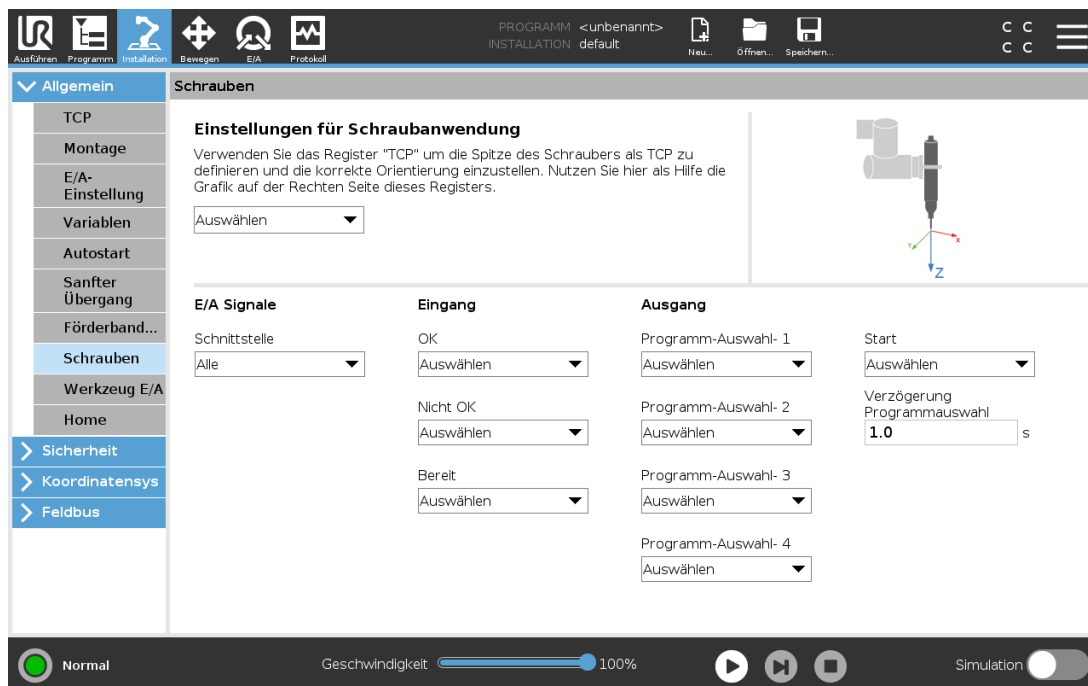 PROGRAMM <unbenannt>
INSTALLATION default
C C
C C
Ausführen Programm Installation Bewegen E/A Protokoll Neu... Öffnen... Speichern...
Allgemein
Schrauben
TCP
Montage
E/A-
Einstellung
Variablen
Autostart
Sanfter
Übergang
Förderband...
Schrauben
Werkzeug E/A
Home
Sicherheit
Koordinatensys
Feldbus
Einstellungen für Schraubanwendung
Verwenden Sie das Register "TCP" um die Spitze des Schraubers als TCP zu
definieren und die korrekte Orientierung einzustellen. Nutzen Sie hier als Hilfe die
Grafik auf der Rechten Seite dieses Registers.
Auswählen
Y
X
Z
E/A Signale
Schnittstelle
Alle
Eingang
OK
Auswählen
Nicht OK
Auswählen
Bereit
Auswählen
Ausgang
Programm-Auswahl- 1
Auswählen
Programm-Auswahl- 2
Auswählen
Programm-Auswahl- 3
Auswählen
Programm-Auswahl- 4
Auswählen
Start
Auswählen
Verzögerung
Programmauswahl
1.0 s
Normal
Geschwindigkeit 100%
Simulation